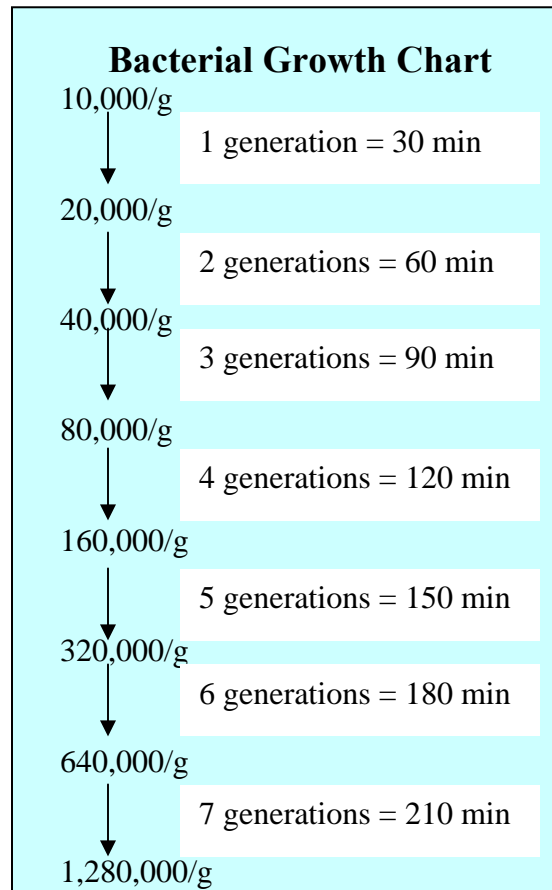 Bacterial Growth Chart
10,000/g
1 generation = 30 min
20,000/g
2 generations = 60 min
40,000/g
3 generations = 90 min
80,000/g
4 generations = 120 min
160,000/g
5 generations = 150 min
320,000/g
6 generations = 180 min
640,000/g
7 generations = 210 min
1,280,000/g